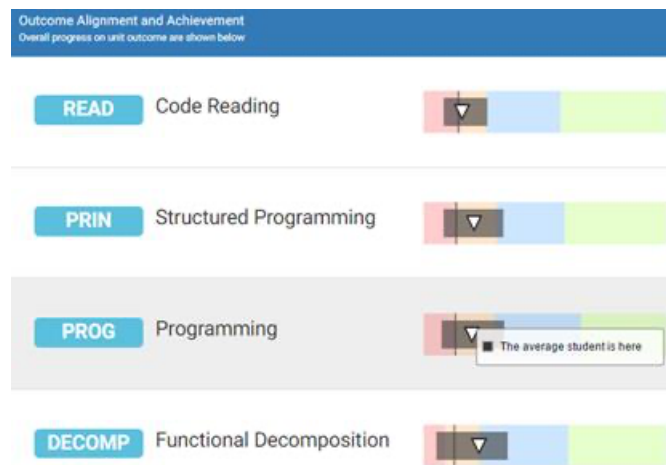 Outcome Alignment and Achievement
Overall progress on unit outcome are shown below
READ Code Reading
PRIN Structured Programming
PROG Programming
The average student is here
DECOMP Functional Decomposition